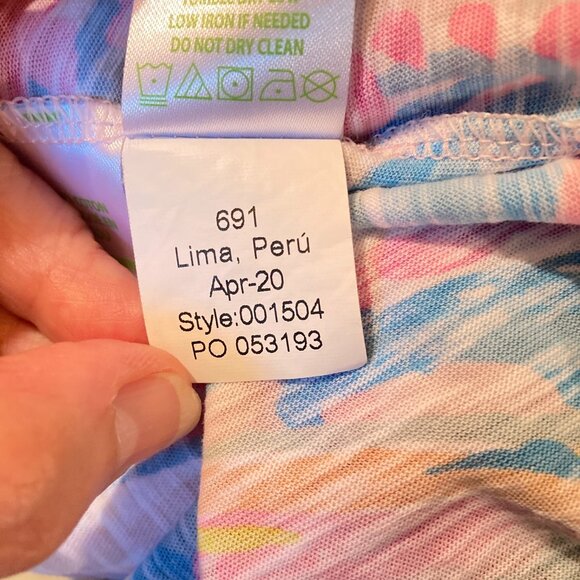 LOW IRON IF NEEDED
DO NOT DRY CLEAN
691
Lima, Perú
Apr-20
Style:001504
PO 053193